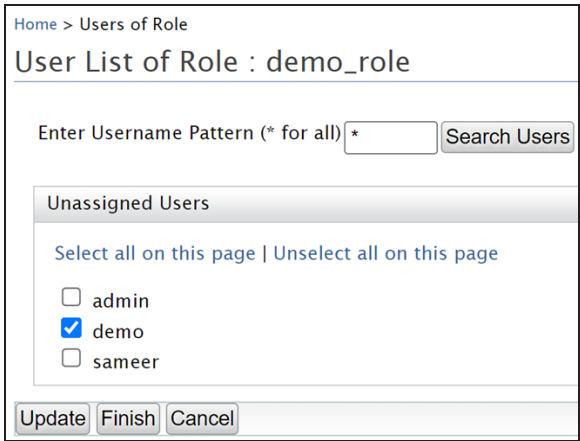 Home > Users of Role
User List of Role : demo_role
Enter Username Pattern (* for all) * Search Users
Unassigned Users
Select all on this page | Unselect all on this page
admin
demo
sameer
Update Finish Cancel